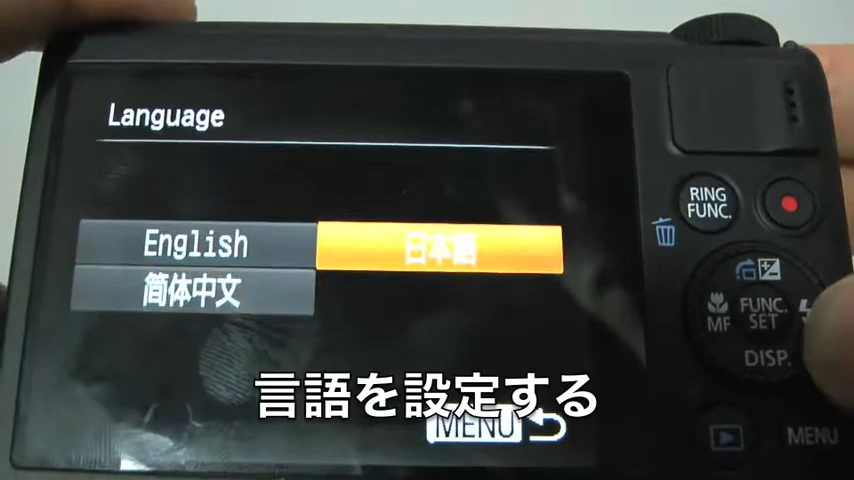 Language
English
日本語
简体中文
言語を設定する
MENU
RING
FUNC.
MF
FUNC.
SET
DISP.
MENU